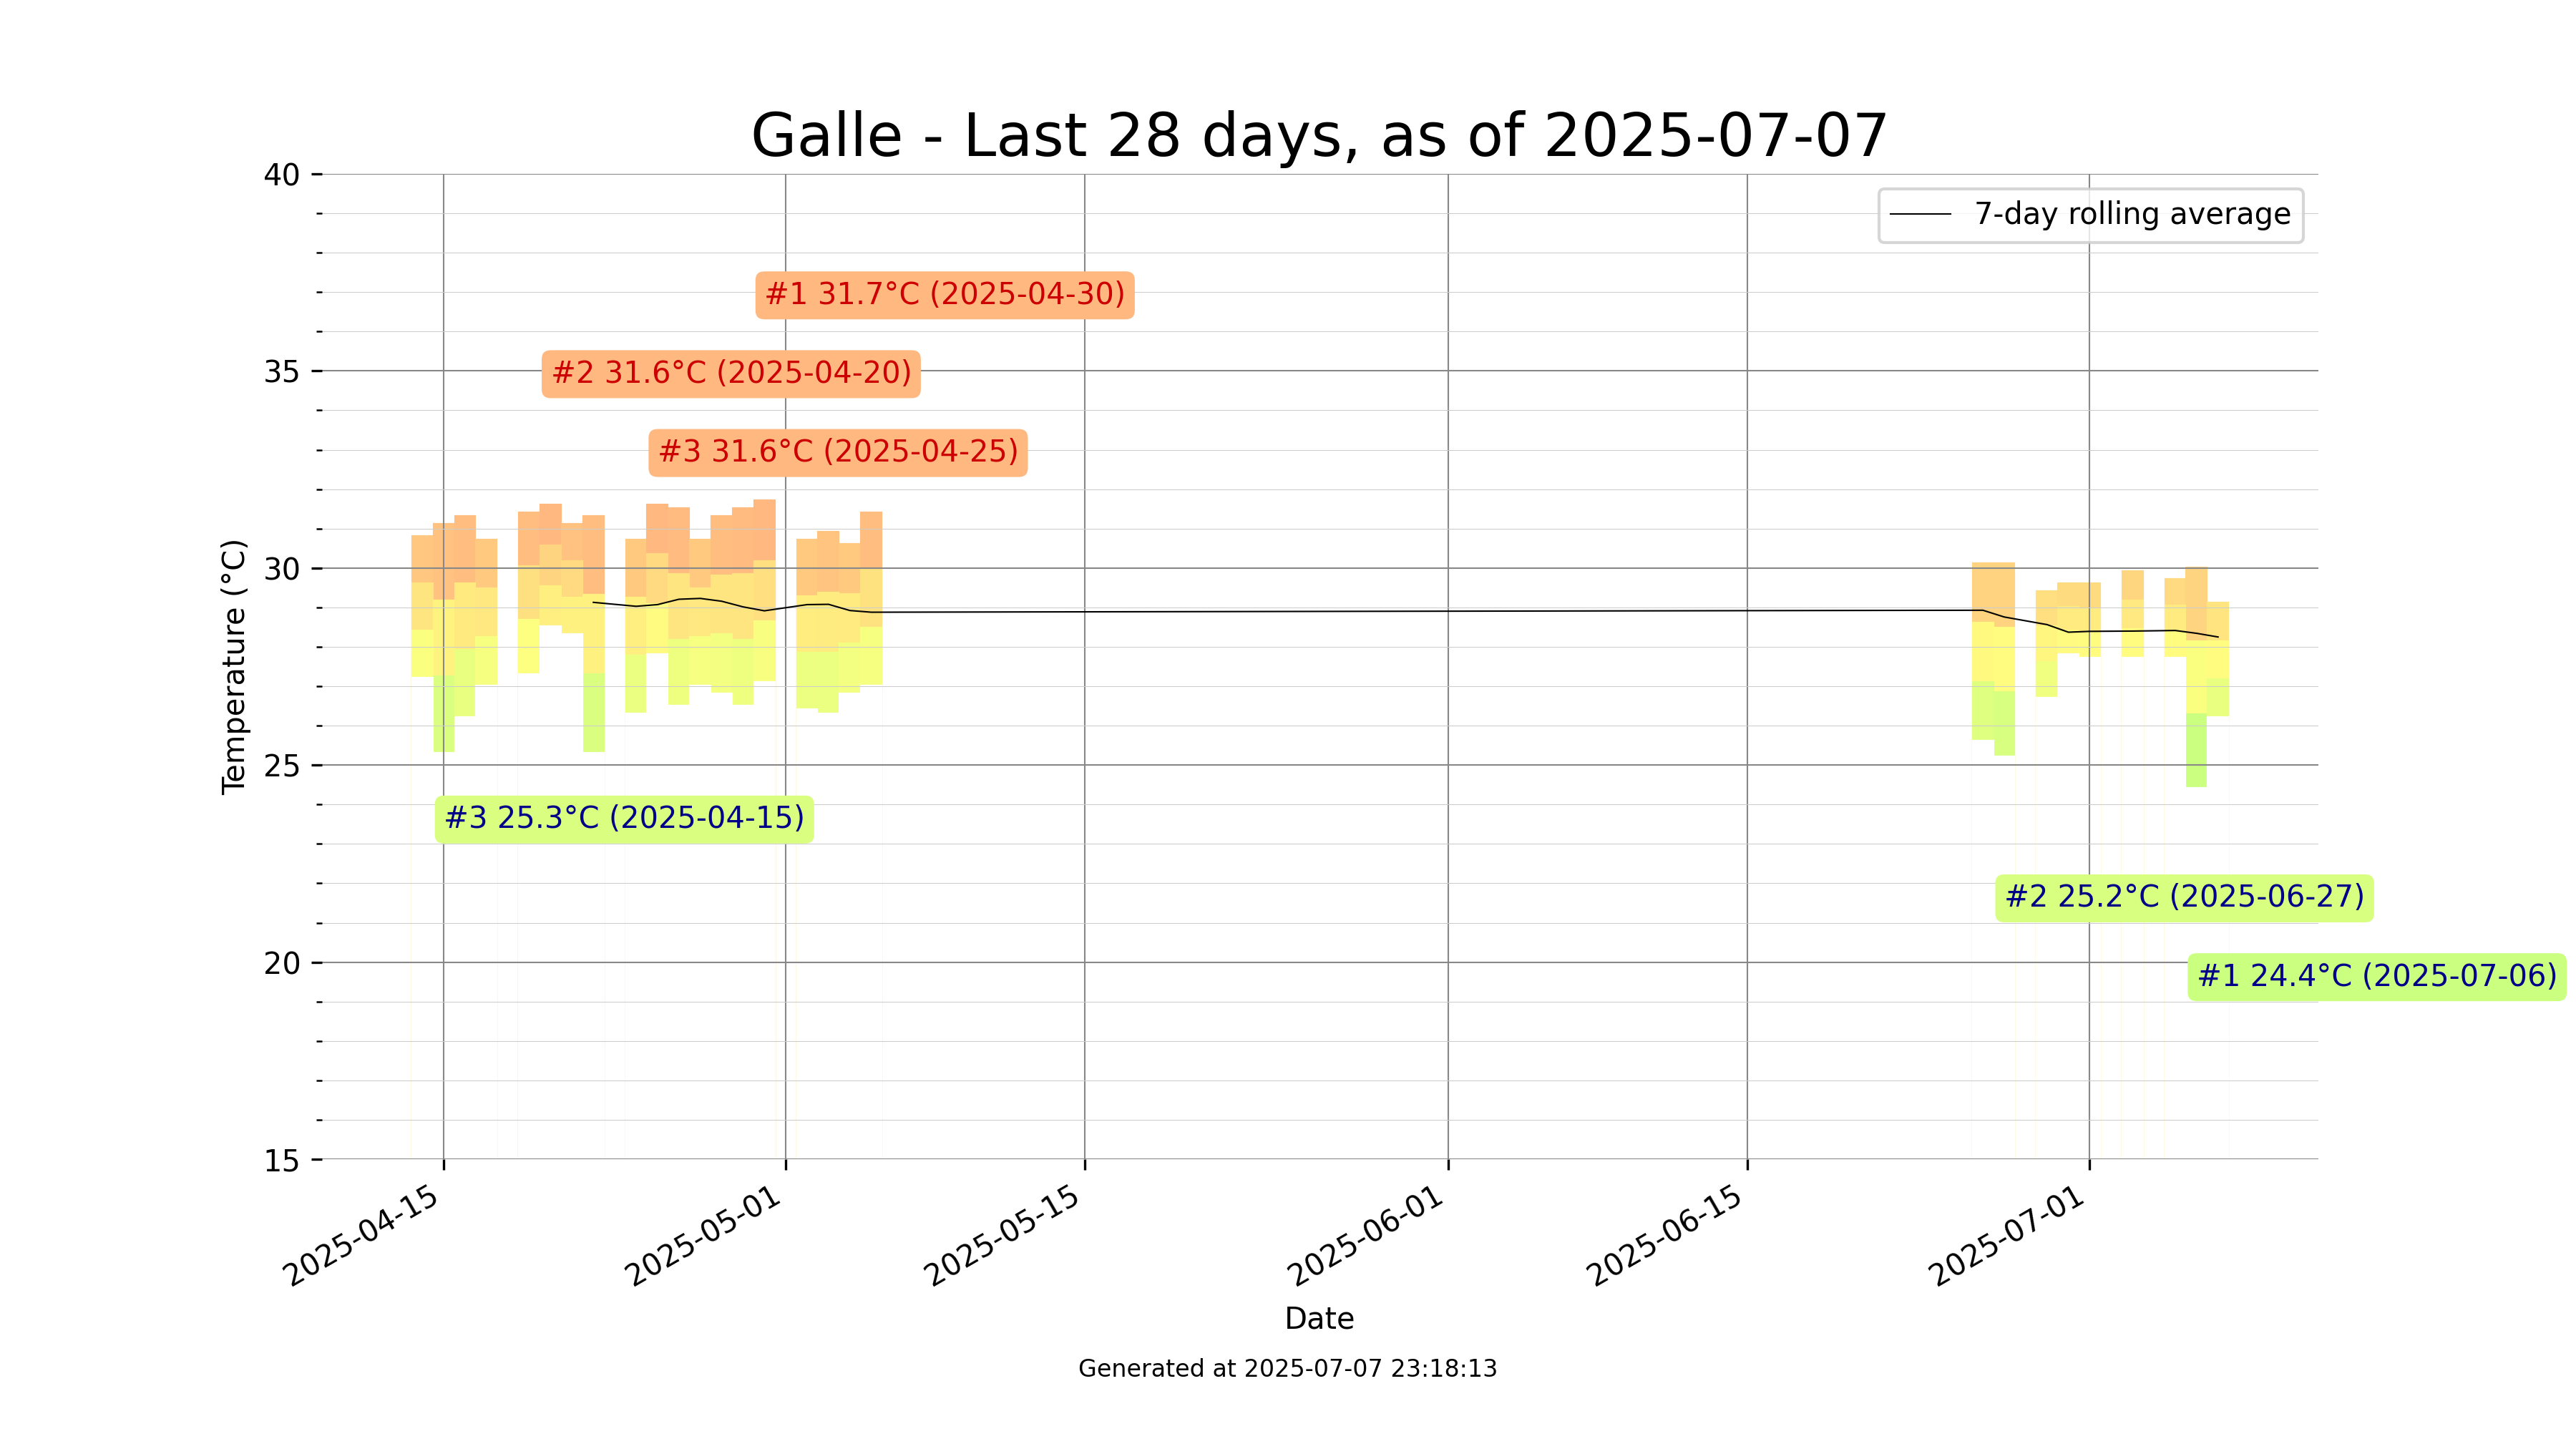 Galle - Last 28 days, as of 2025-07-07
40
7-day rolling average
#1 31.7°C (2025-04-30)
35
#2 31.6°C (2025-04-20)
#3 31.6°C (2025-04-25)
30
Temperature (°C)
25
#3 25.3°C (2025-04-15)
#2 25.2°C (2025-06-27)
20
#1 24.4°C (2025-07-06)
15
2025-04-15
2025-05-01
2025-05-15
2025-06-01
2025-06-15
2025-07-01
Date
Generated at 2025-07-07 23:18:13